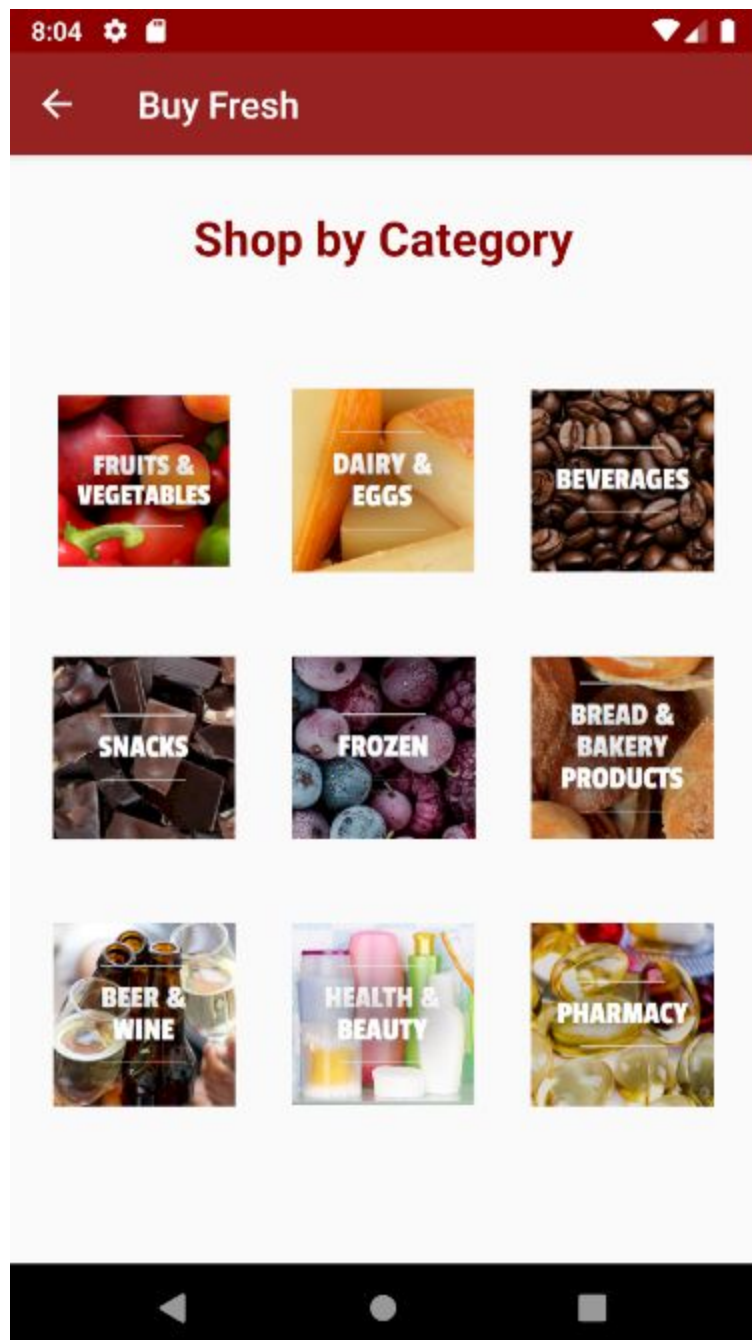 8:04
Buy Fresh
Shop by Category
FRUITS &
VEGETABLES
DAIRY &
EGGS
BEVERAGES
SNACKS
FROZEN
BREAD &
BAKERY
PRODUCTS
BEER &
WINE
HEALTH &
BEAUTY
PHARMACY